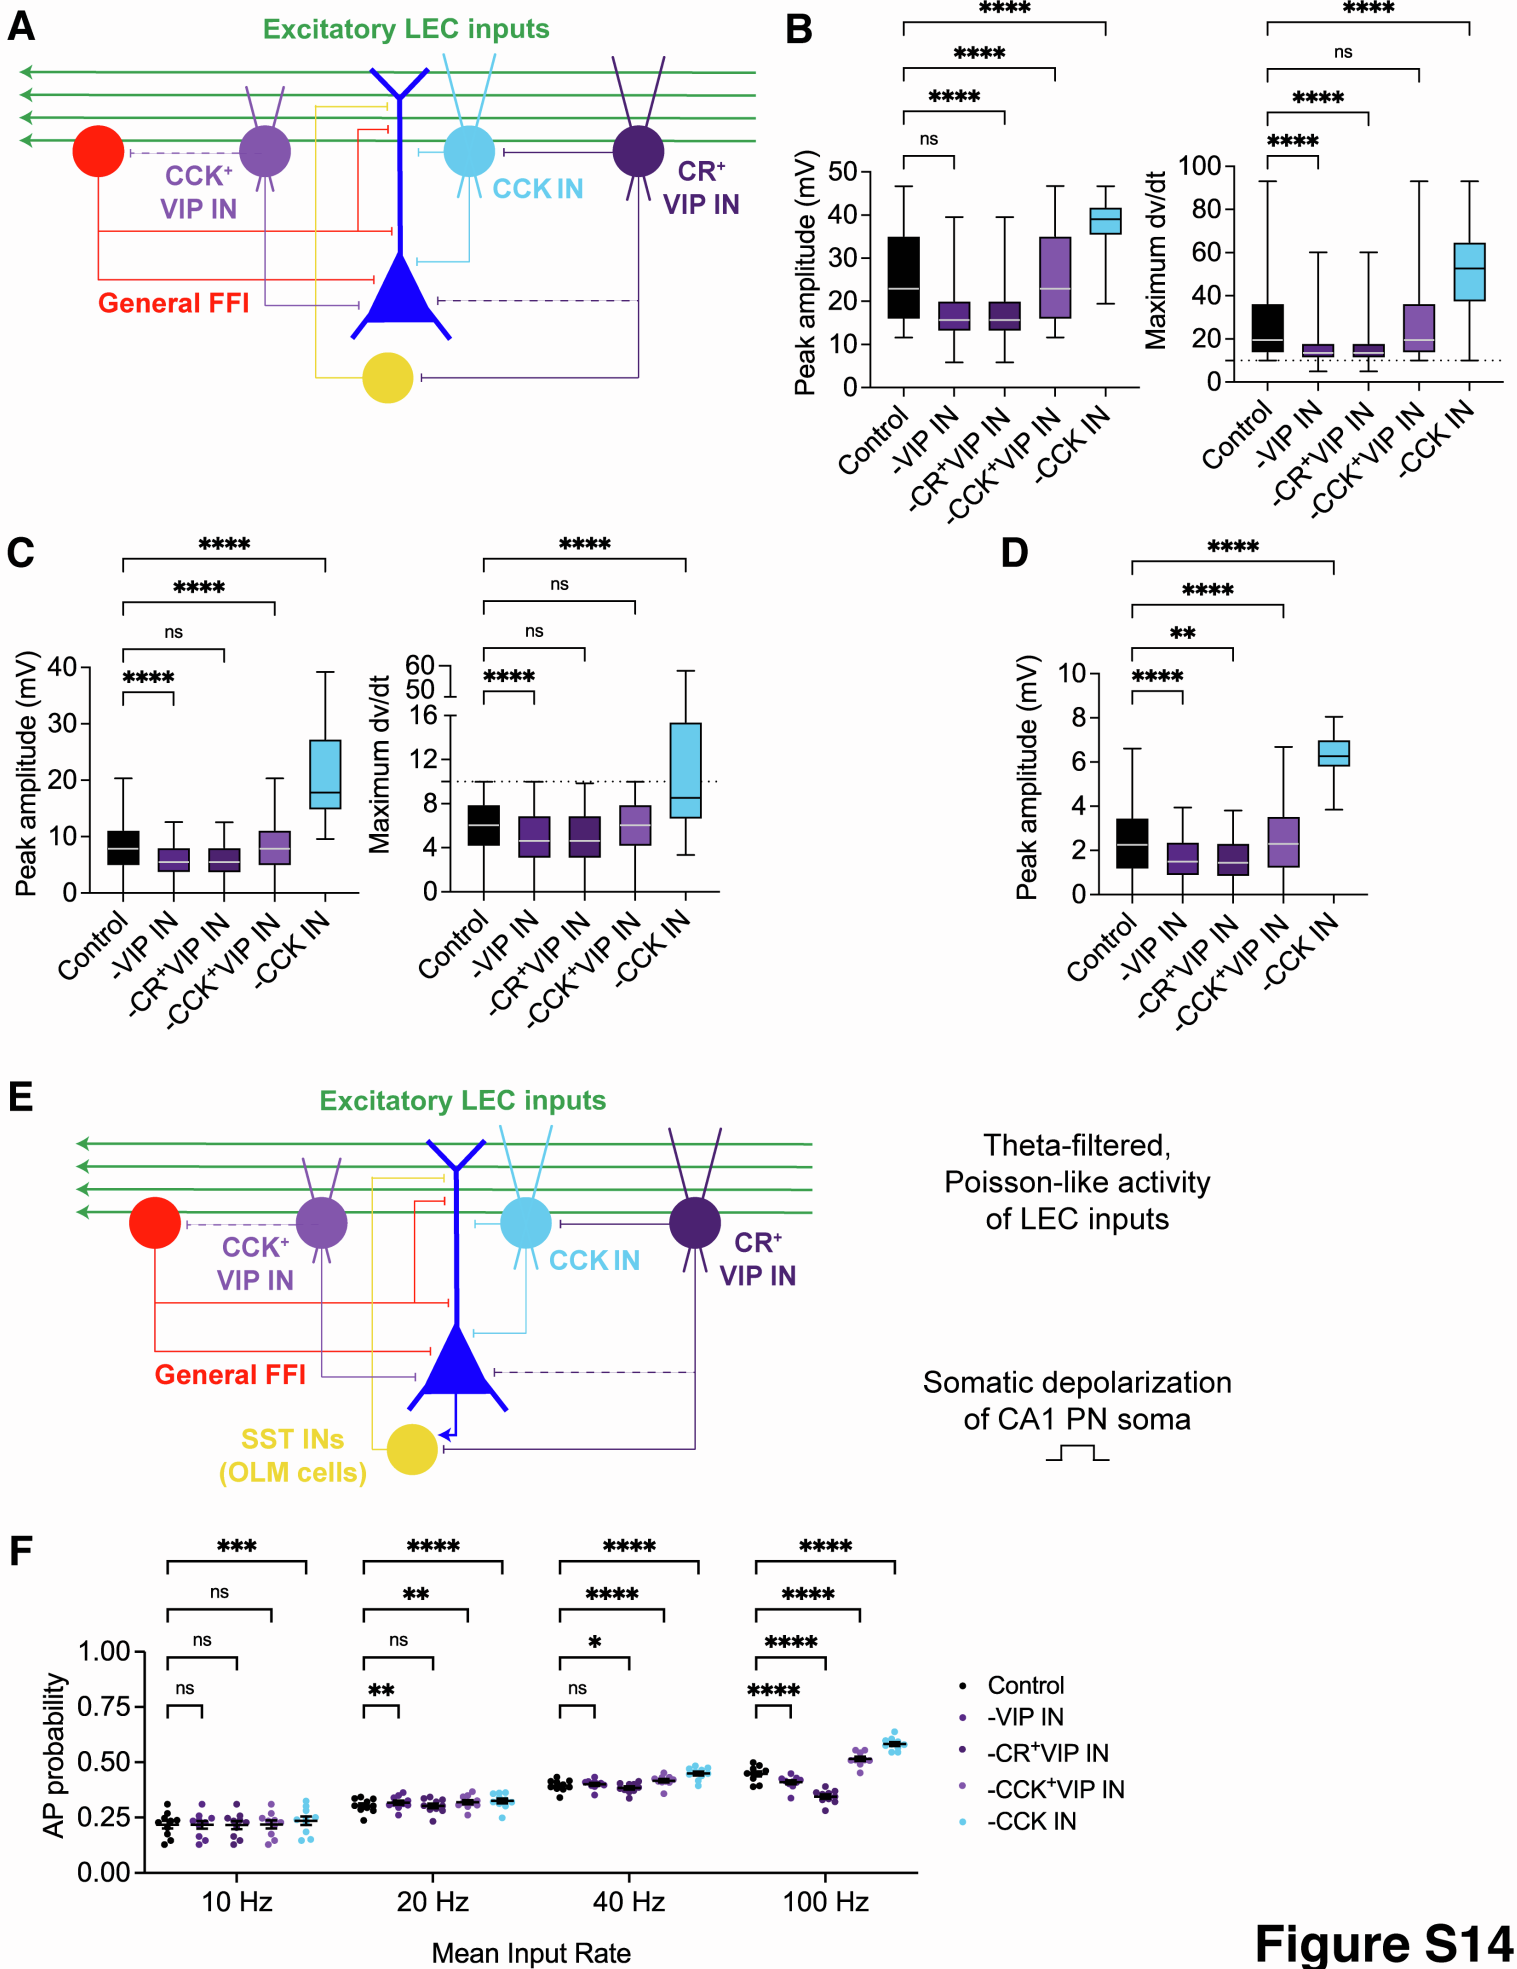 A
Excitatory LEC inputs
CCK+
VIP IN
CCK IN
CR+
VIP IN
General FFI
B
Peak amplitude (mV)
50
40
30
20
10
0
ns
****
****
****
Control
-VIP IN
-CR+VIP IN
-CCK+VIP IN
-CCK IN
Maximum dv/dt
100
80
60
40
20
0
****
****
ns
****
Control
-VIP IN
-CR+VIP IN
-CCK+VIP IN
-CCK IN
C
Peak amplitude (mV)
40
30
20
10
0
****
ns
****
****
Control
-VIP IN
-CR+VIP IN
-CCK+VIP IN
-CCK IN
Maximum dv/dt
60
50
16
12
8
4
0
****
ns
ns
****
Control
-VIP IN
-CR+VIP IN
-CCK+VIP IN
-CCK IN
D
Peak amplitude (mV)
10
8
6
4
2
0
****
**
****
****
Control
-VIP IN
-CR+VIP IN
-CCK+VIP IN
-CCK IN
E
Excitatory LEC inputs
CCK+
VIP IN
CCK IN
CR+
VIP IN
General FFI
SST INs
(OLM cells)
Theta-filtered,
Poisson-like activity
of LEC inputs
Somatic depolarization
of CA1 PN soma
F
AP probability
1.00
0.75
0.50
0.25
0.00
***
ns
ns
ns
****
**
ns
**
****
****
*
ns
****
****
****
****
10 Hz
20 Hz
40 Hz
100 Hz
Mean Input Rate
Control
-VIP IN
-CR+VIP IN
-CCK+VIP IN
-CCK IN
Figure S14